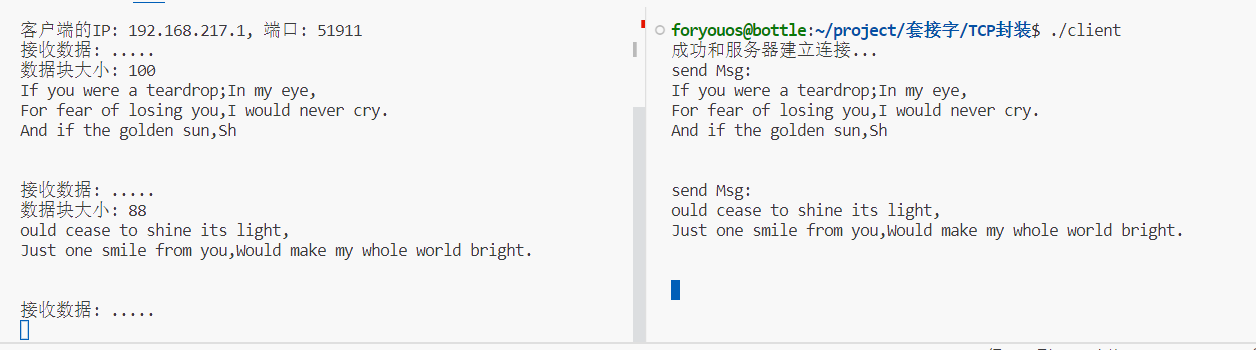 客户端的IP: 192.168.217.1, 端口: 51911
接收数据: .....
数据块大小: 100
If you were a teardrop;In my eye,
For fear of losing you,I would never cry.
And if the golden sun,Sh
接收数据: .....
数据块大小: 88
ould cease to shine its light,
Just one smile from you,Would make my whole world bright.
接收数据: .....
foryouos@bottle:~/project/套接字/TCP封装$ ./client
成功和服务器建立连接...
send Msg:
If you were a teardrop;In my eye,
For fear of losing you,I would never cry.
And if the golden sun,Sh
send Msg:
ould cease to shine its light,
Just one smile from you,Would make my whole world bright.